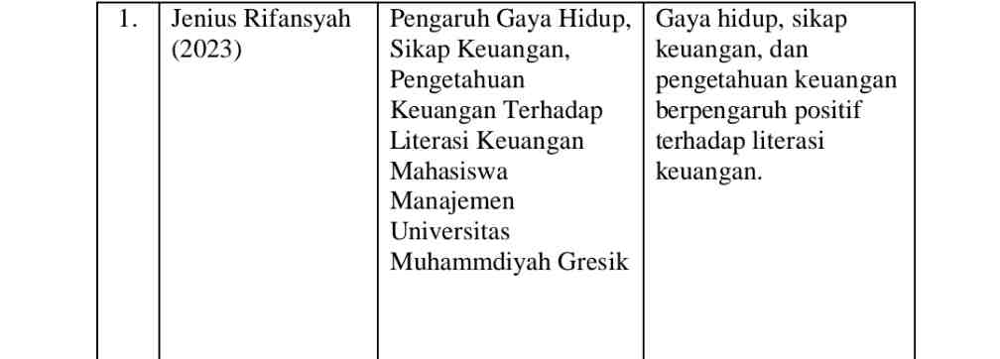 1.
Jenius Rifansyah
(2023)
Pengaruh Gaya Hidup,
Sikap Keuangan,
Pengetahuan
Keuangan Terhadap
Literasi Keuangan
Mahasiswa
Manajemen
Universitas
Muhammdiyah Gresik
Gaya hidup, sikap
keuangan, dan
pengetahuan keuangan
berpengaruh positif
terhadap literasi
keuangan.